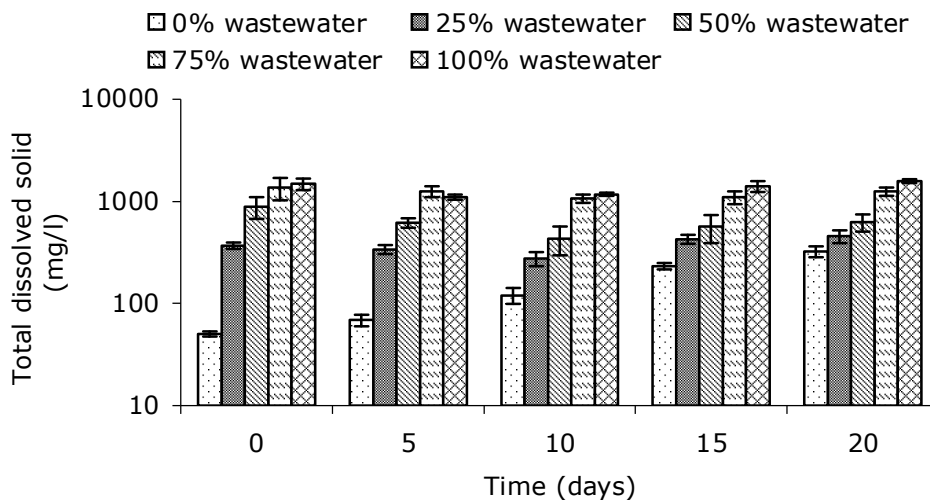 0% wastewater 25% wastewater 50% wastewater
75% wastewater 100% wastewater
10000
1000
100
10
Total dissolved solid
(mg/l)
0 5 10 15 20
Time (days)